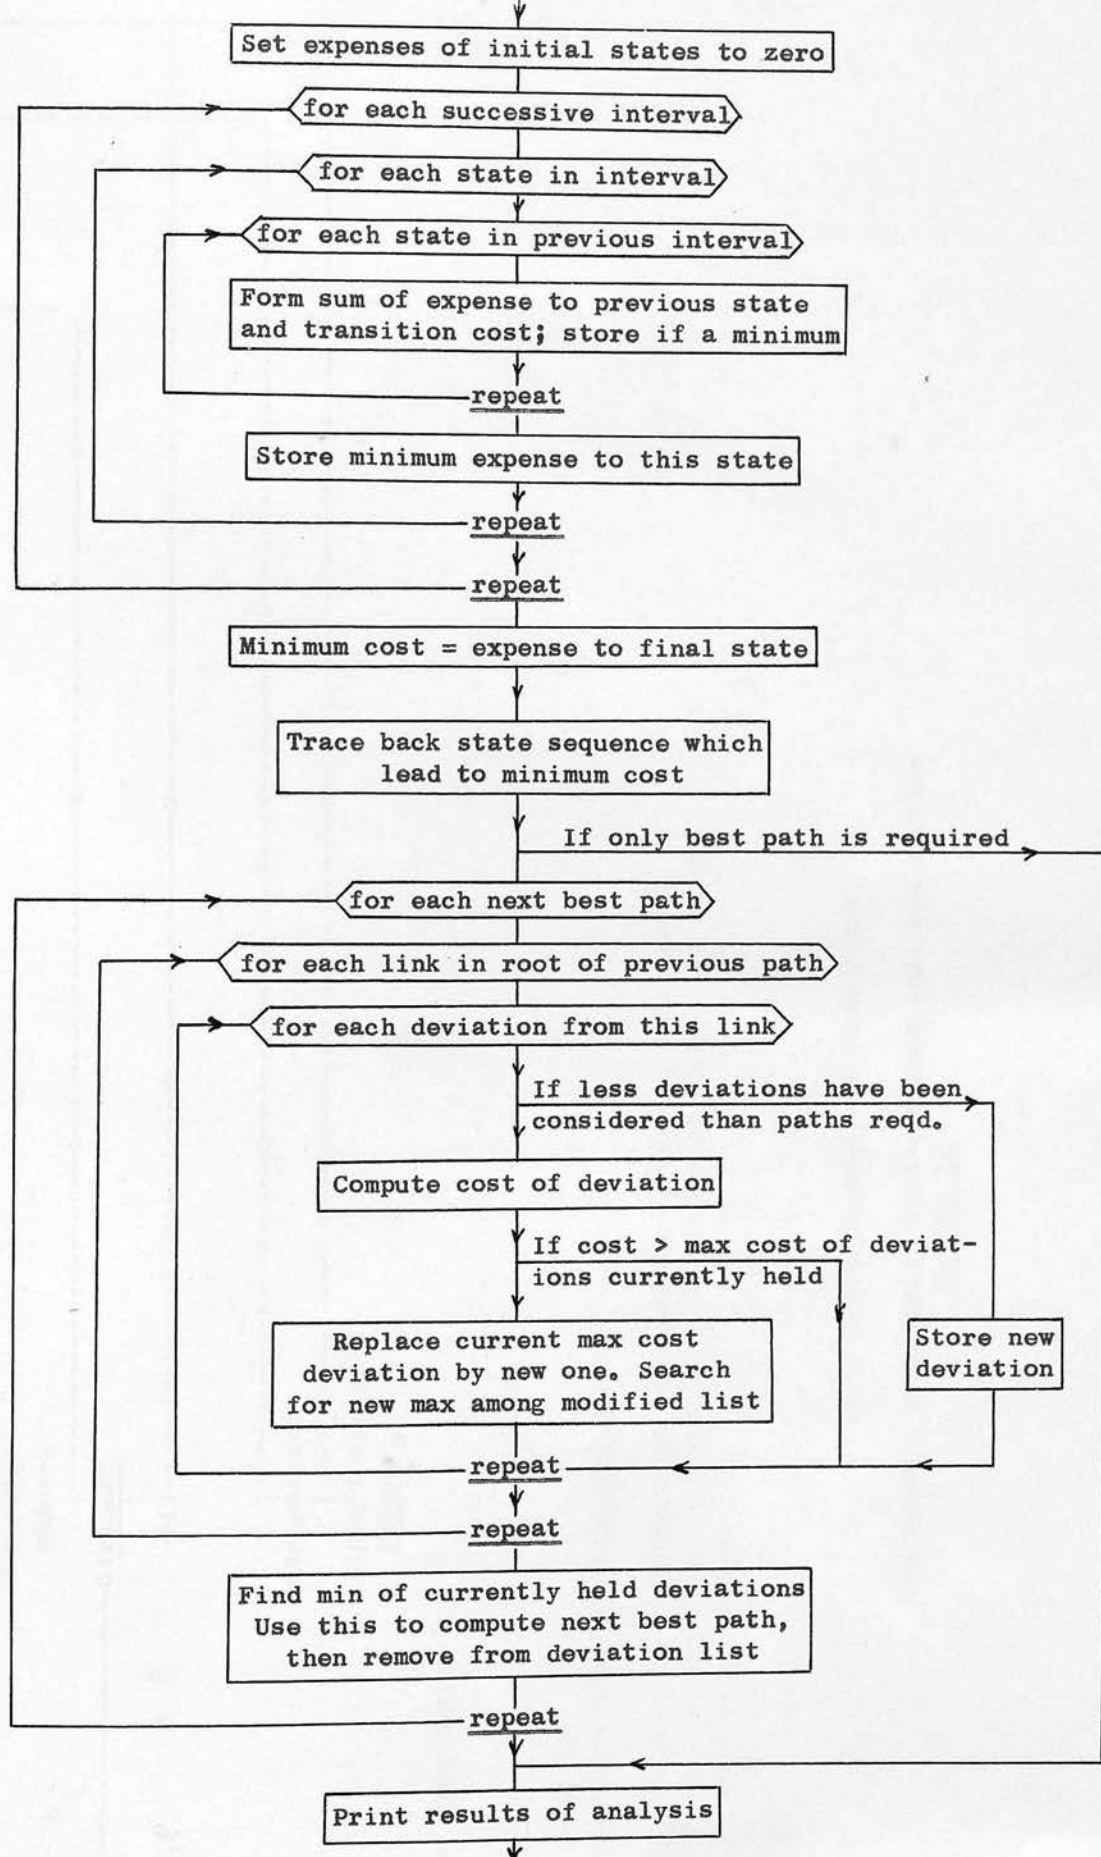 Set expenses of initial states to zero
for each successive interval
for each state in interval
for each state in previous interval
Form sum of expense to previous state
and transition cost; store if a minimum
repeat
Store minimum expense to this state
repeat
repeat
Minimum cost = expense to final state
Trace back state sequence which
lead to minimum cost
If only best path is required
for each next best path
for each link in root of previous path
for each deviation from this link
If less deviations have been
considered than paths reqd.
Compute cost of deviation
If cost > max cost of deviat-
ions currently held
Replace current max cost
deviation by new one. Search
for new max among modified list
Store new
deviation
repeat
repeat
Find min of currently held deviations
Use this to compute next best path,
then remove from deviation list
repeat
Print results of analysis